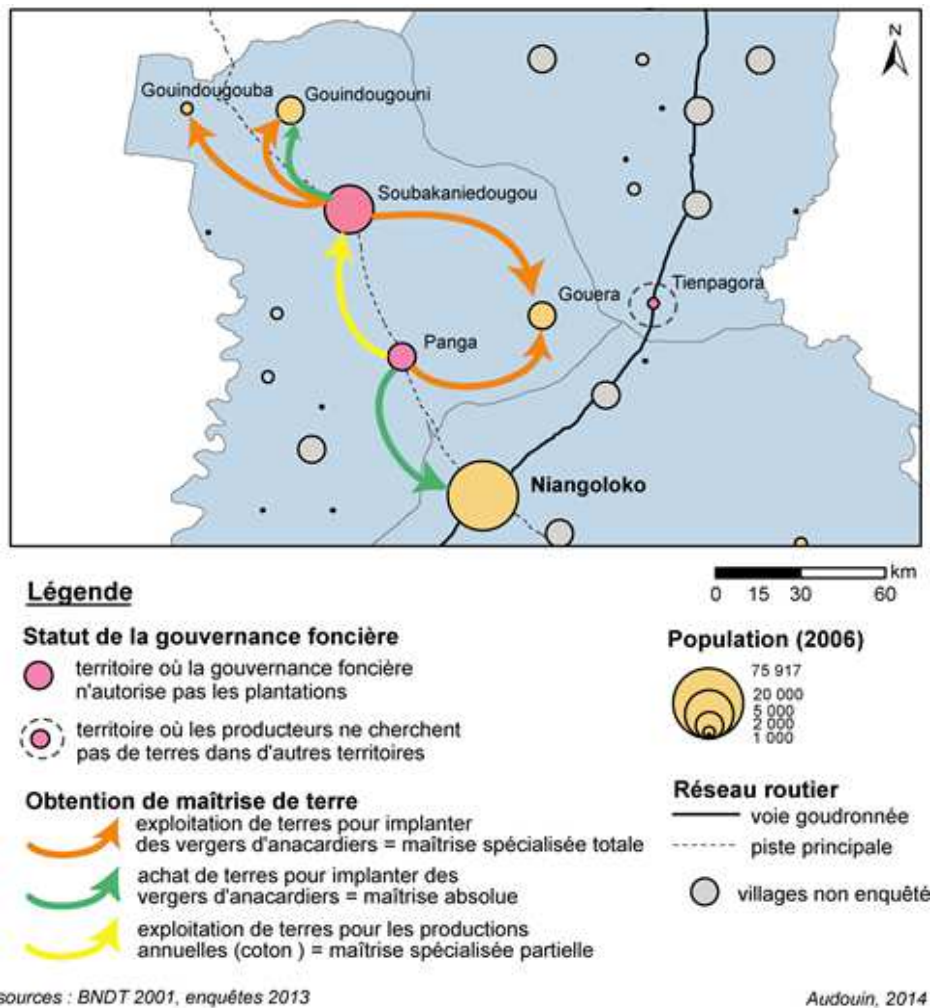 N
Gouindougouba
Gouindougouni
Soubakaniedougou
Tienpagora
Gouera
Panga
Niangoloko
km
0 15 30 60
Légende
Statut de la gouvernance foncière
territoire où la gouvernance foncière
n'autorise pas les plantations
territoire où les producteurs ne cherchent
pas de terres dans d'autres territoires
Obtention de maîtrise de terre
exploitation de terres pour implanter
des vergers d'anacardiers = maîtrise spécialisée totale
achat de terres pour implanter des
vergers d'anacardiers = maîtrise absolue
exploitation de terres pour les productions
annuelles (coton ) = maîtrise spécialisée partielle
Population (2006)
75 917
20 000
5 000
2 000
1 000
Réseau routier
voie goudronnée
piste principale
villages non enquêté
sources : BNDT 2001, enquêtes 2013
Audouin, 2014